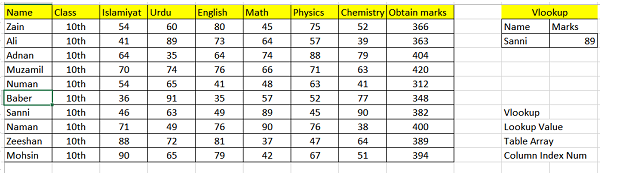 Name Class Islamiyat Urdu English Math Physics Chemistry Obtain marks Vlookup
Zain 10th 54 60 80 45 75 52 366 Name Marks
Ali 10th 41 89 73 64 57 39 363 Sanni 89
Adnan 10th 64 35 64 74 88 79 404
Muzamil 10th 70 74 76 66 71 63 420
Numan 10th 54 65 41 48 63 41 312
Baber 10th 36 91 35 57 52 77 348
Sanni 10th 46 63 49 89 45 90 382 Vlookup
Naman 10th 71 49 76 90 76 38 400 Lookup Value
Zeeshan 10th 88 72 81 37 47 64 389 Table Array
Mohsin 10th 90 65 79 42 67 51 394 Column Index Num